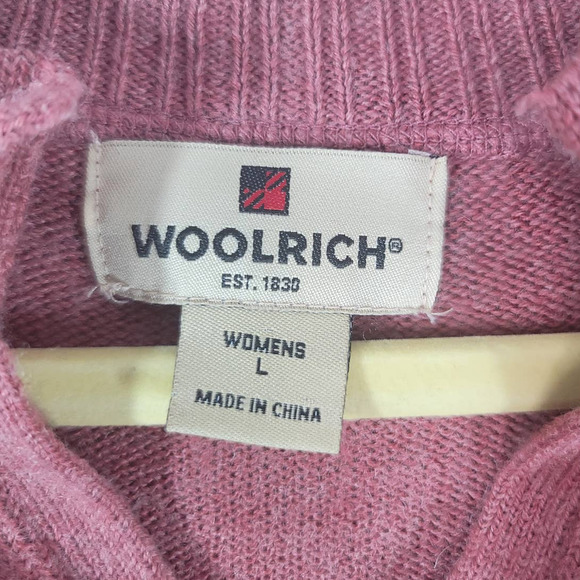 WOOLRICH®
EST. 1830
WOMENS
L
MADE IN CHINA